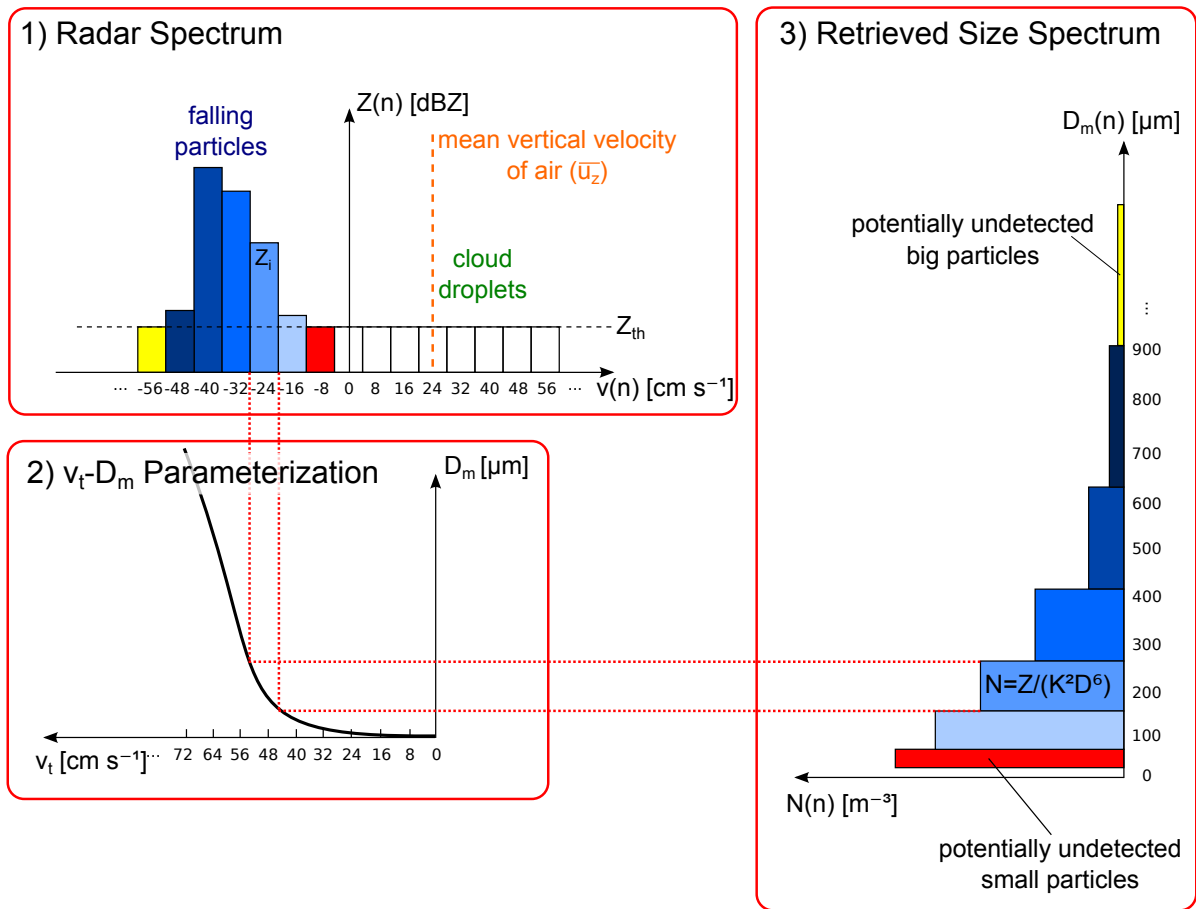 1) Radar Spectrum
Z(n) [dBZ]
falling
particles
mean vertical velocity
of air (u̅z̅)
Zi
cloud
droplets
Zth
... -56 -48 -40 -32 -24 -16 -8 0 8 16 24 32 40 48 56 ...
v(n) [cm s⁻¹]
2) vt-Dm Parameterization
Dm [µm]
vt [cm s⁻¹]... 72 64 56 48 40 32 24 16 8 0
3) Retrieved Size Spectrum
Dm(n) [µm]
potentially undetected
big particles
...
900
800
700
600
500
400
300
N=Z/(K²D⁶)
200
100
0
N(n) [m⁻³]
potentially undetected
small particles